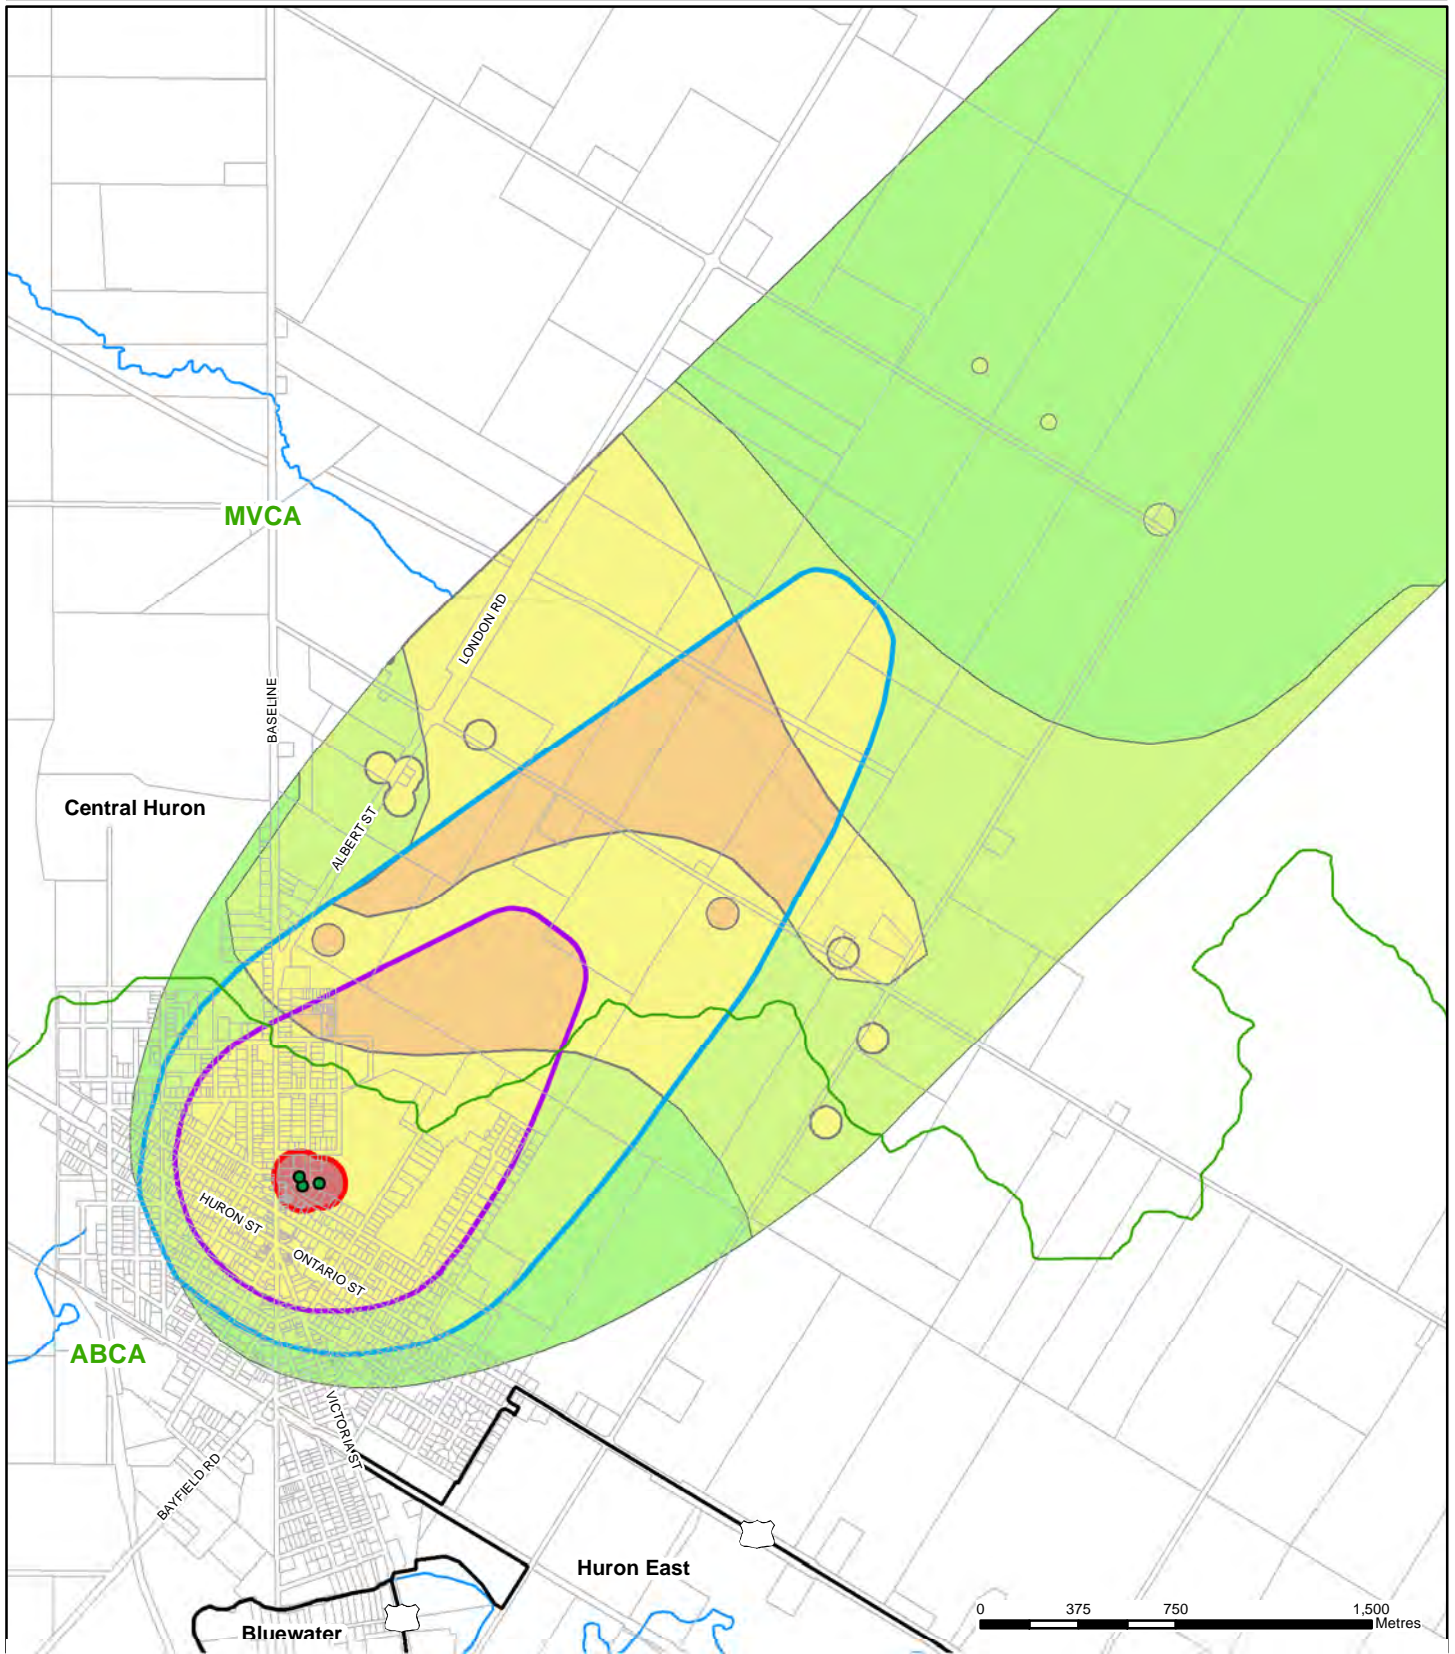 MVCA
LONDON RD
BASELINE
Central Huron
ALBERT ST
HURON ST
ONTARIO ST
ABCA
VICTORIA ST
BAYFIELD RD
Huron East
Bluewater
0 375 750 1,500
Metres